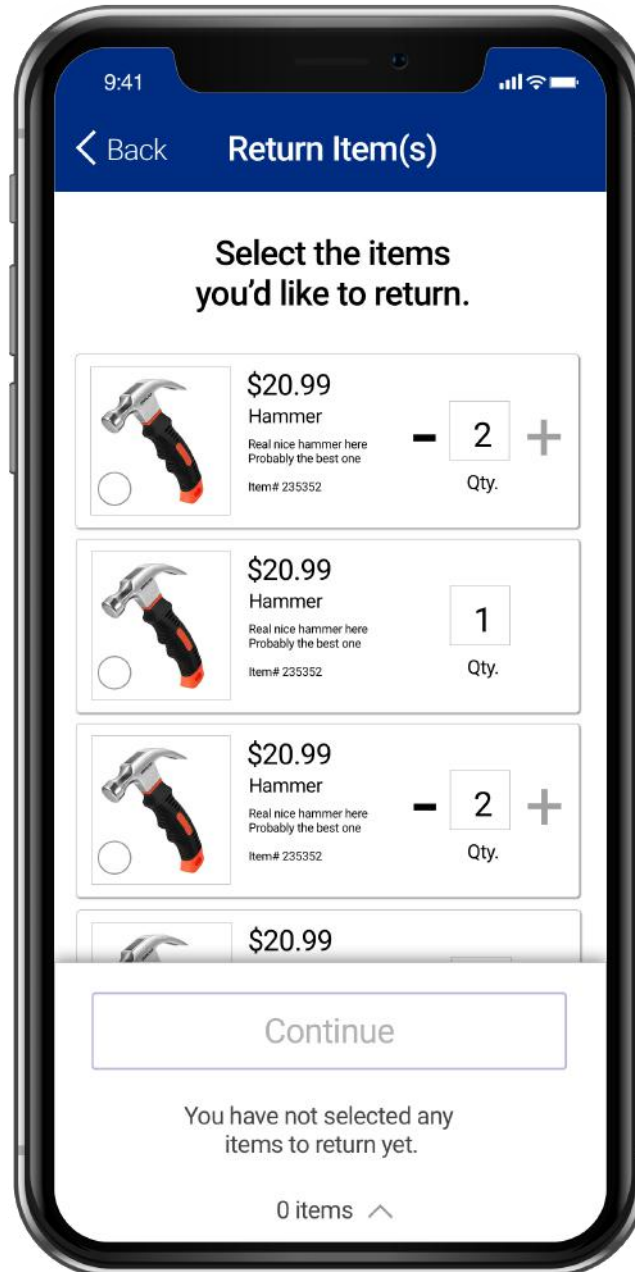 9:41
Back
Return Item(s)
Select the items
you'd like to return.
$20.99
Hammer
Real nice hammer here
Probably the best one
Item# 235352
- 2 +
Qty.
$20.99
Hammer
Real nice hammer here
Probably the best one
Item# 235352
1
Qty.
$20.99
Hammer
Real nice hammer here
Probably the best one
Item# 235352
- 2 +
Qty.
$20.99
Continue
You have not selected any
items to return yet.
0 items